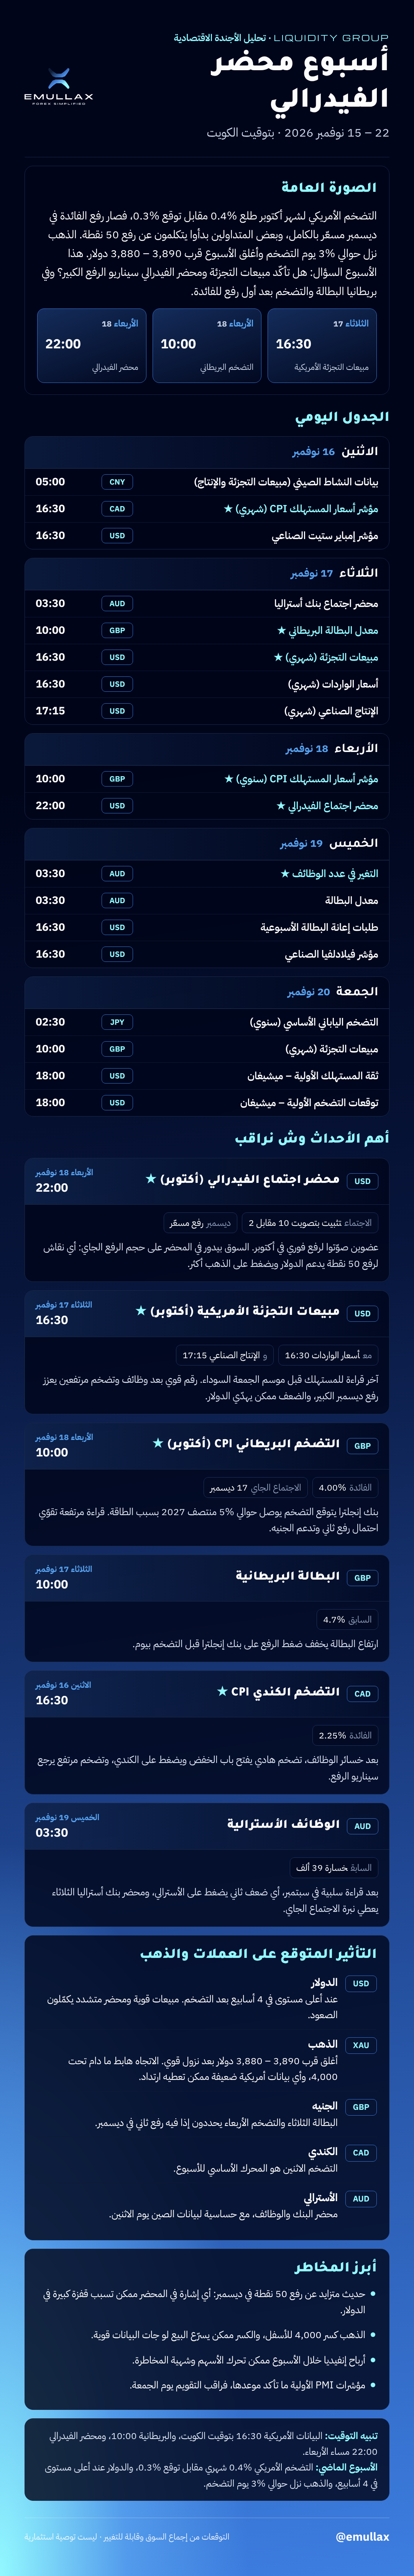 LIQUIDITY GROUP · تحليل الأجندة الاقتصادية
أسبوع محضر
الفيدرالي
EMULLAX
FOREX SIMPLIFIED
15 – 22 نوفمبر 2026 · بتوقيت الكويت
الصورة العامة
التضخم الأمريكي لشهر أكتوبر طلع 0.4% مقابل توقع 0.3%، فصار رفع الفائدة في
ديسمبر مسعّر بالكامل، وبعض المتداولين بدأوا يتكلمون عن رفع 50 نقطة. الذهب
نزل حوالي 3% يوم التضخم وأغلق الأسبوع قرب 3,890 – 3,880 دولار. هذا
الأسبوع السؤال: هل تأكّد مبيعات التجزئة ومحضر الفيدرالي سيناريو الرفع الكبير؟ وفي
بريطانيا البطالة والتضخم بعد أول رفع للفائدة.
الثلاثاء 17
16:30
مبيعات التجزئة الأمريكية
الأربعاء 18
10:00
التضخم البريطاني
الأربعاء 18
22:00
محضر الفيدرالي
الجدول اليومي
الاثنين 16 نوفمبر
بيانات النشاط الصيني (مبيعات التجزئة والإنتاج) CNY 05:00
مؤشر أسعار المستهلك CPI (شهري) ★ CAD 16:30
مؤشر إمباير ستيت الصناعي USD 16:30
الثلاثاء 17 نوفمبر
محضر اجتماع بنك أستراليا AUD 03:30
معدل البطالة البريطاني ★ GBP 10:00
مبيعات التجزئة (شهري) ★ USD 16:30
أسعار الواردات (شهري) USD 16:30
الإنتاج الصناعي (شهري) USD 17:15
الأربعاء 18 نوفمبر
مؤشر أسعار المستهلك CPI (سنوي) ★ GBP 10:00
محضر اجتماع الفيدرالي ★ USD 22:00
الخميس 19 نوفمبر
التغير في عدد الوظائف ★ AUD 03:30
معدل البطالة AUD 03:30
طلبات إعانة البطالة الأسبوعية USD 16:30
مؤشر فيلادلفيا الصناعي USD 16:30
الجمعة 20 نوفمبر
التضخم الياباني الأساسي (سنوي) JPY 02:30
مبيعات التجزئة (شهري) GBP 10:00
ثقة المستهلك الأولية – ميشيغان USD 18:00
توقعات التضخم الأولية – ميشيغان USD 18:00
أهم الأحداث وش نراقب
USD محضر اجتماع الفيدرالي (أكتوبر) ★
الأربعاء 18 نوفمبر
22:00
الاجتماع تثبيت بتصويت 10 مقابل 2
ديسمبر رفع مسعّر
عضوين صوّتوا لرفع فوري في أكتوبر. السوق بيدور في المحضر على حجم الرفع الجاي: أي نقاش
لرفع 50 نقطة يدعم الدولار ويضغط على الذهب أكثر.
USD مبيعات التجزئة الأمريكية (أكتوبر) ★
الثلاثاء 17 نوفمبر
16:30
مع أسعار الواردات 16:30
و الإنتاج الصناعي 17:15
آخر قراءة للمستهلك قبل موسم الجمعة السوداء. رقم قوي بعد وظائف وتضخم مرتفعين يعزز
رفع ديسمبر الكبير، والضعف ممكن يهدّي الدولار.
GBP التضخم البريطاني CPI (أكتوبر) ★
الأربعاء 18 نوفمبر
10:00
الفائدة 4.00%
الاجتماع الجاي 17 ديسمبر
بنك إنجلترا يتوقع التضخم يوصل حوالي 5% منتصف 2027 بسبب الطاقة. قراءة مرتفعة تقوّي
احتمال رفع ثاني وتدعم الجنيه.
GBP البطالة البريطانية
الثلاثاء 17 نوفمبر
10:00
السابق 4.7%
ارتفاع البطالة يخفف ضغط الرفع على بنك إنجلترا قبل التضخم بيوم.
CAD التضخم الكندي CPI ★
الاثنين 16 نوفمبر
16:30
الفائدة 2.25%
بعد خسائر الوظائف، تضخم هادي يفتح باب الخفض ويضغط على الكندي، وتضخم مرتفع يرجع
سيناريو الرفع.
AUD الوظائف الأسترالية
الخميس 19 نوفمبر
03:30
السابق خسارة 39 ألف
بعد قراءة سلبية في سبتمبر، أي ضعف ثاني يضغط على الأسترالي، ومحضر بنك أستراليا الثلاثاء
يعطي نبرة الاجتماع الجاي.
التأثير المتوقع على العملات والذهب
USD الدولار
عند أعلى مستوى في 4 أسابيع بعد التضخم. مبيعات قوية ومحضر متشدد يكمّلون
الصعود.
XAU الذهب
أغلق قرب 3,890 – 3,880 دولار بعد نزول قوي. الاتجاه هابط ما دام تحت
4,000، وأي بيانات أمريكية ضعيفة ممكن تعطيه ارتداد.
GBP الجنيه
البطالة الثلاثاء والتضخم الأربعاء يحددون إذا فيه رفع ثاني في ديسمبر.
CAD الكندي
التضخم الاثنين هو المحرك الأساسي للأسبوع.
AUD الأسترالي
محضر البنك والوظائف، مع حساسية لبيانات الصين يوم الاثنين.
أبرز المخاطر
• حديث متزايد عن رفع 50 نقطة في ديسمبر: أي إشارة في المحضر ممكن تسبب قفزة كبيرة في
الدولار.
• الذهب كسر 4,000 للأسفل، والكسر ممكن يسرّع البيع لو جات البيانات قوية.
• أرباح إنفيديا خلال الأسبوع ممكن تحرك الأسهم وشهية المخاطرة.
• مؤشرات PMI الأولية ما تأكد موعدها، فراقب التقويم يوم الجمعة.
تنبيه التوقيت: البيانات الأمريكية 16:30 بتوقيت الكويت، والبريطانية 10:00، ومحضر الفيدرالي
22:00 مساء الأربعاء.
الأسبوع الماضي: التضخم الأمريكي 0.4% شهري مقابل توقع 0.3%، والدولار عند أعلى مستوى
في 4 أسابيع، والذهب نزل حوالي 3% يوم التضخم.
@emullax
التوقعات من إجماع السوق وقابلة للتغيير · ليست توصية استثمارية